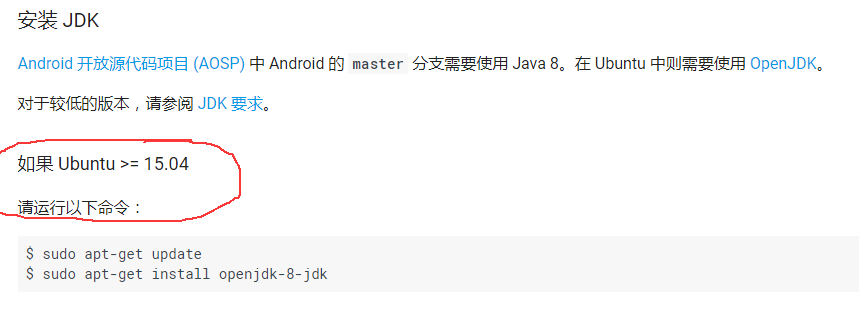 安装 JDK
Android 开放源代码项目 (AOSP) 中 Android 的 master 分支需要使用 Java 8。在 Ubuntu 中则需要使用 OpenJDK。
对于较低的版本，请参阅 JDK 要求。
如果 Ubuntu >= 15.04
请运行以下命令：
$ sudo apt-get update
$ sudo apt-get install openjdk-8-jdk